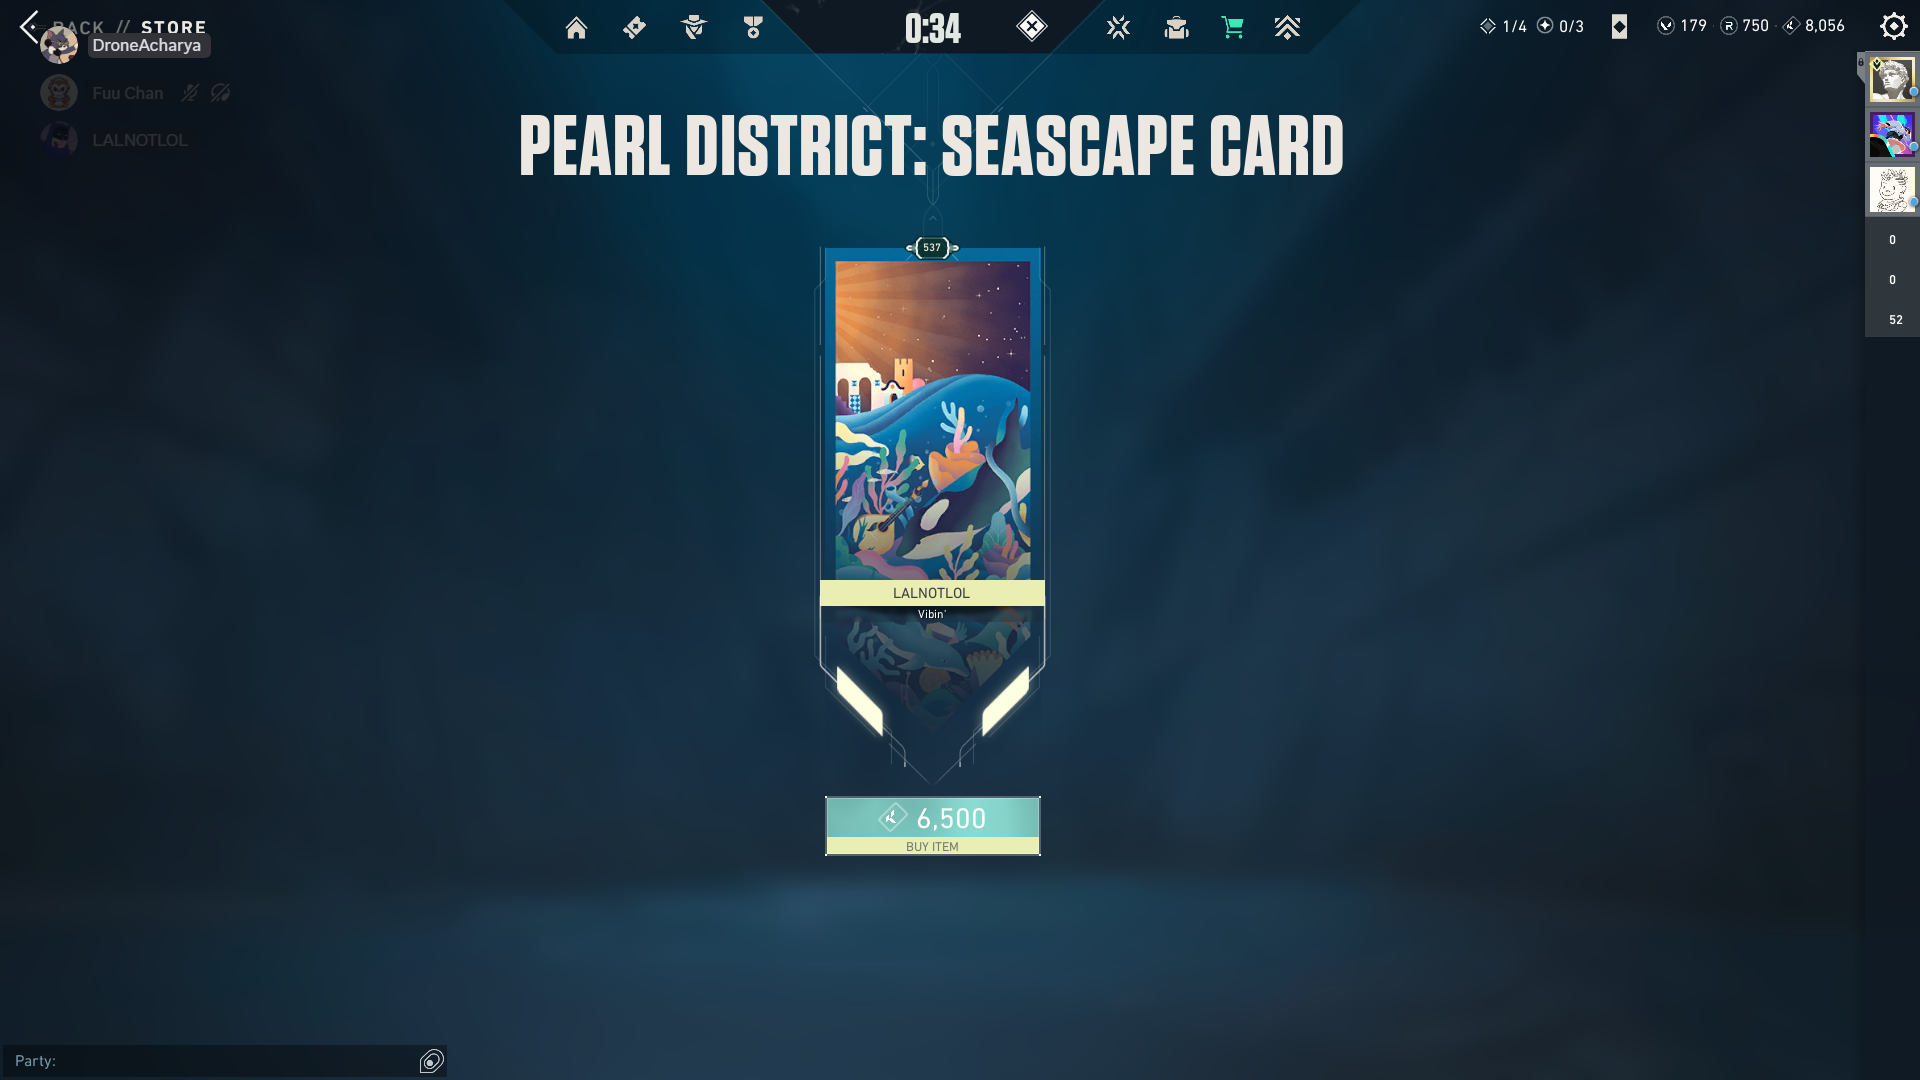 BACK // STORE
DroneAcharya
Fuu Chan
LALNOTLOL
0:34
1/4
0/3
179
750
8,056
PEARL DISTRICT: SEASCAPE CARD
537
LALNOTLOL
Vibin'
6,500
BUY ITEM
0
0
52
Party: